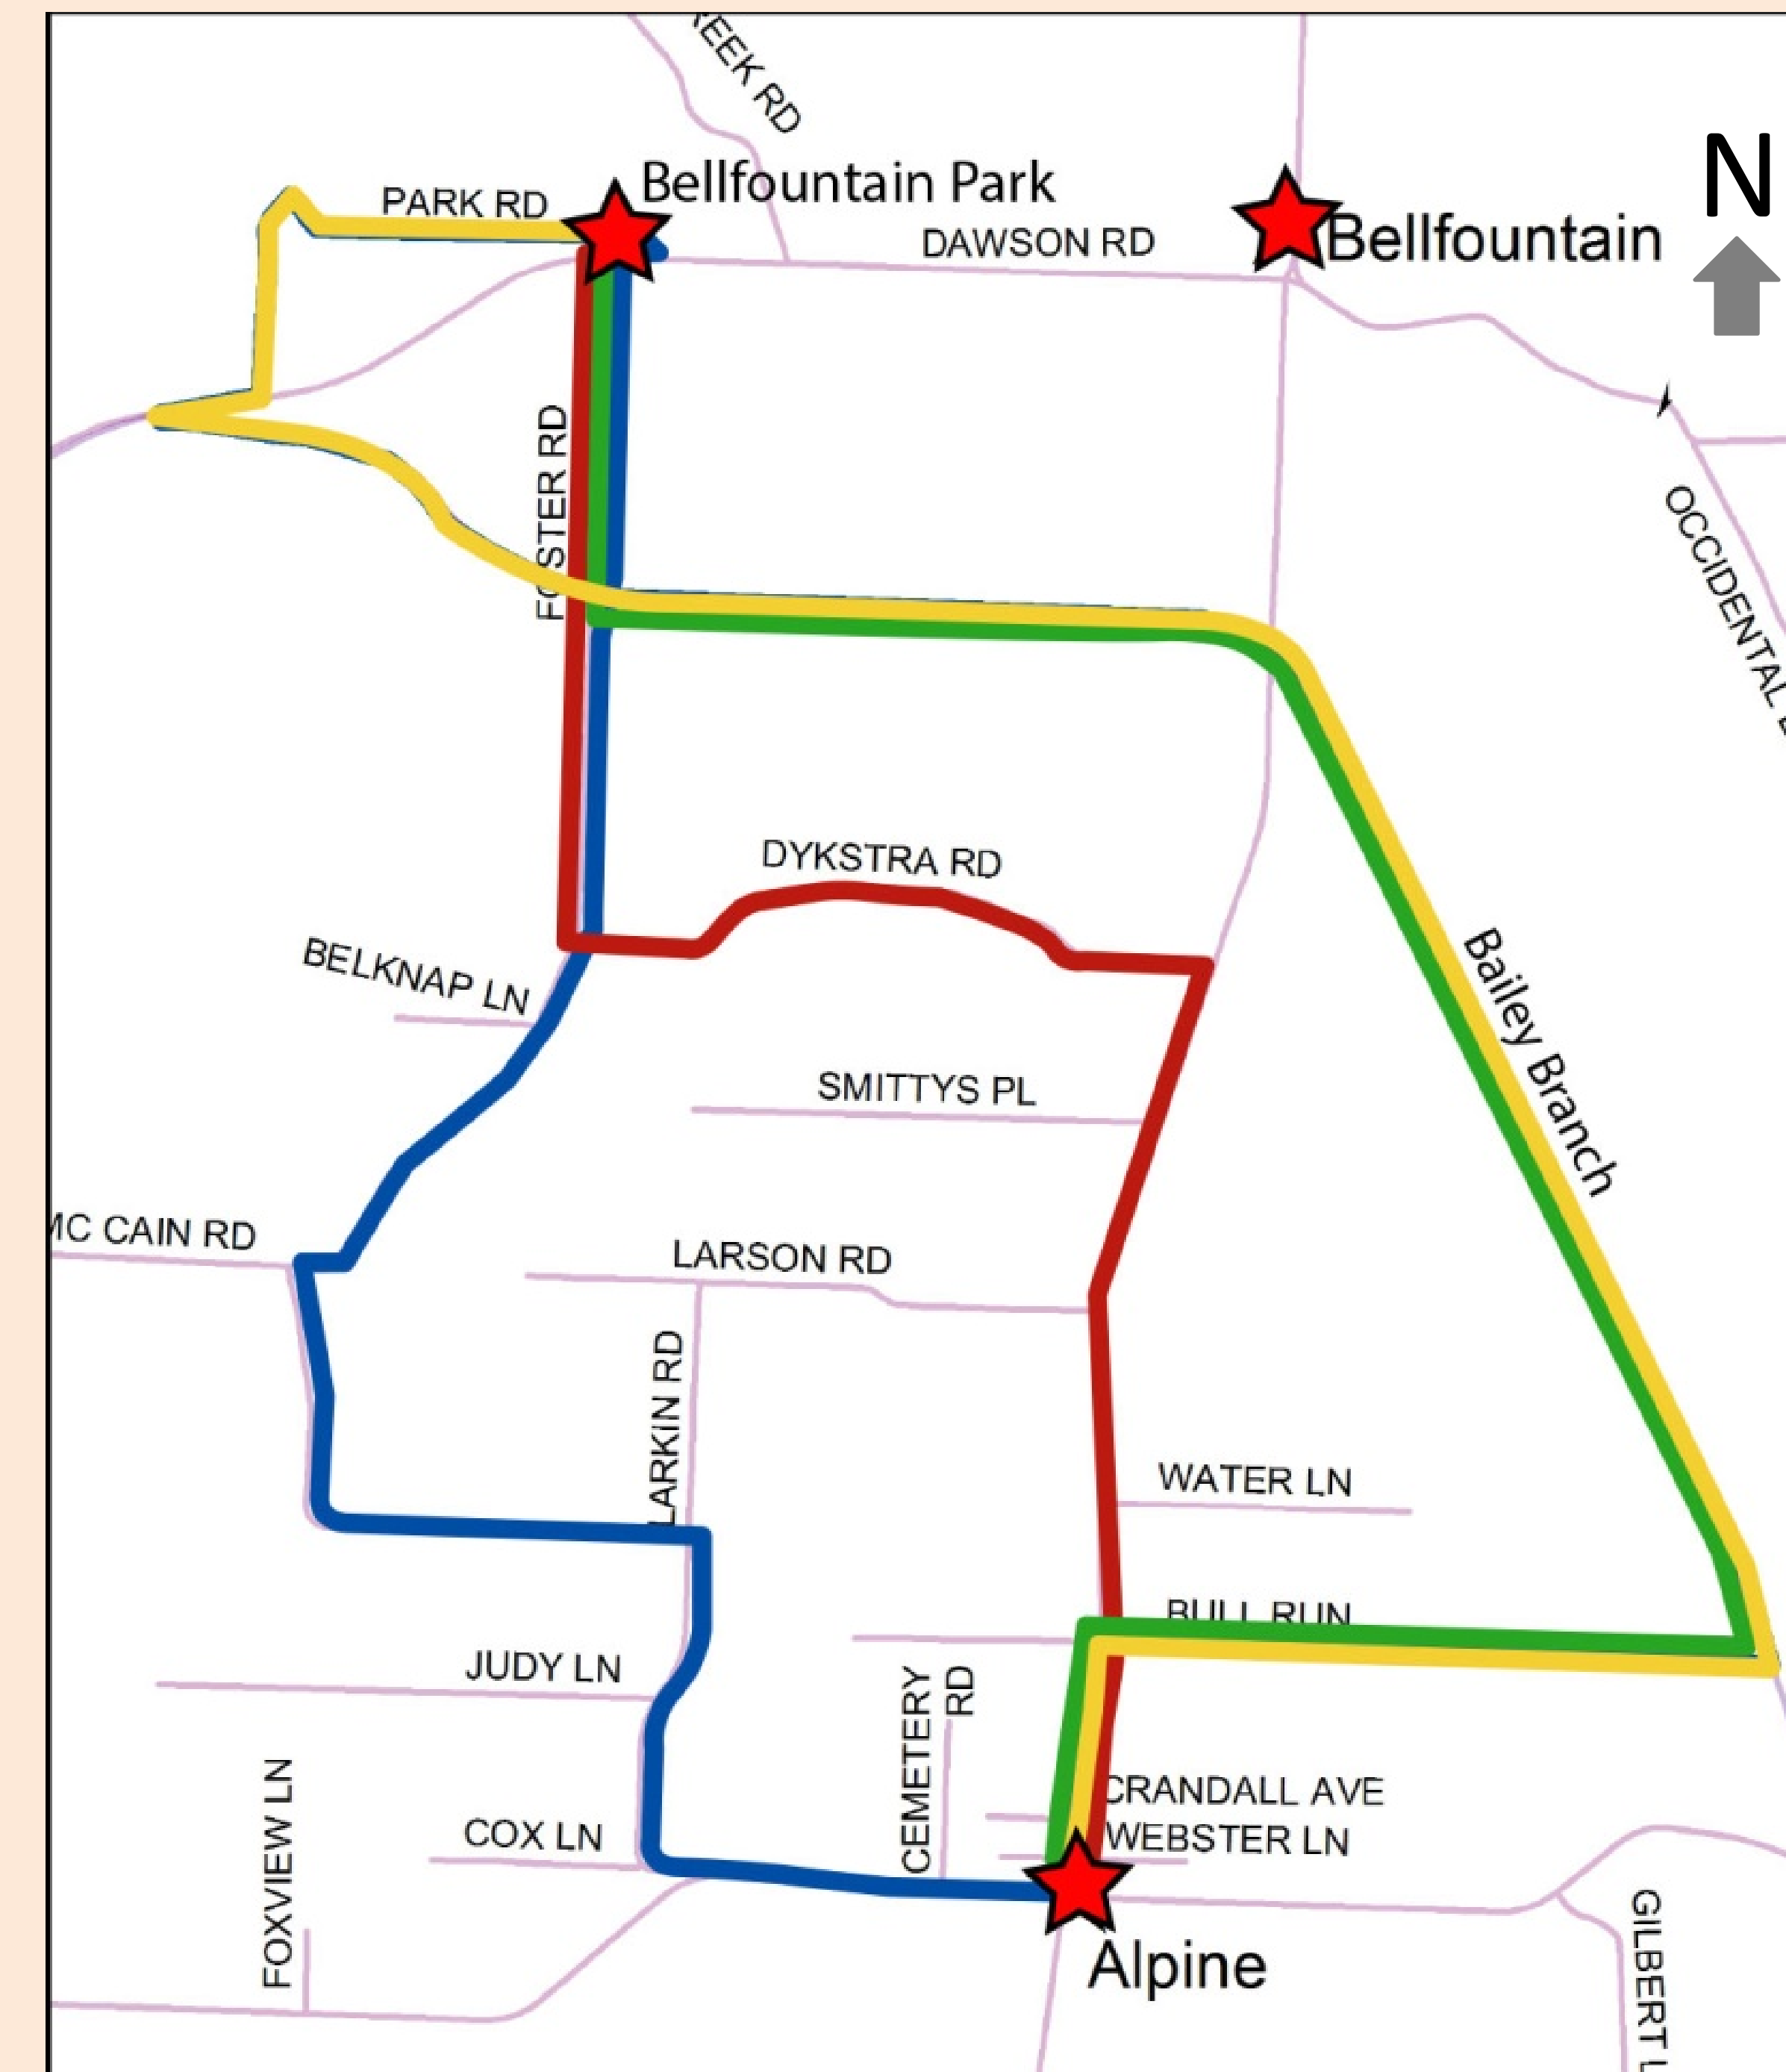 REEK RD
N
Bellfountain Park
PARK RD
Bellfountain
DAWSON RD
FOSTER RD
OCCIDENTAL
DYKSTRA RD
Bailey Branch
BELKNAP LN
SMITTYS PL
MC CAIN RD
LARSON RD
LARKIN RD
WATER LN
BULL RUN
JUDY LN
CEMETERY
RD
FOXVIEW LN
CRANDALL AVE
COX LN
WEBSTER LN
GILBERT L
Alpine